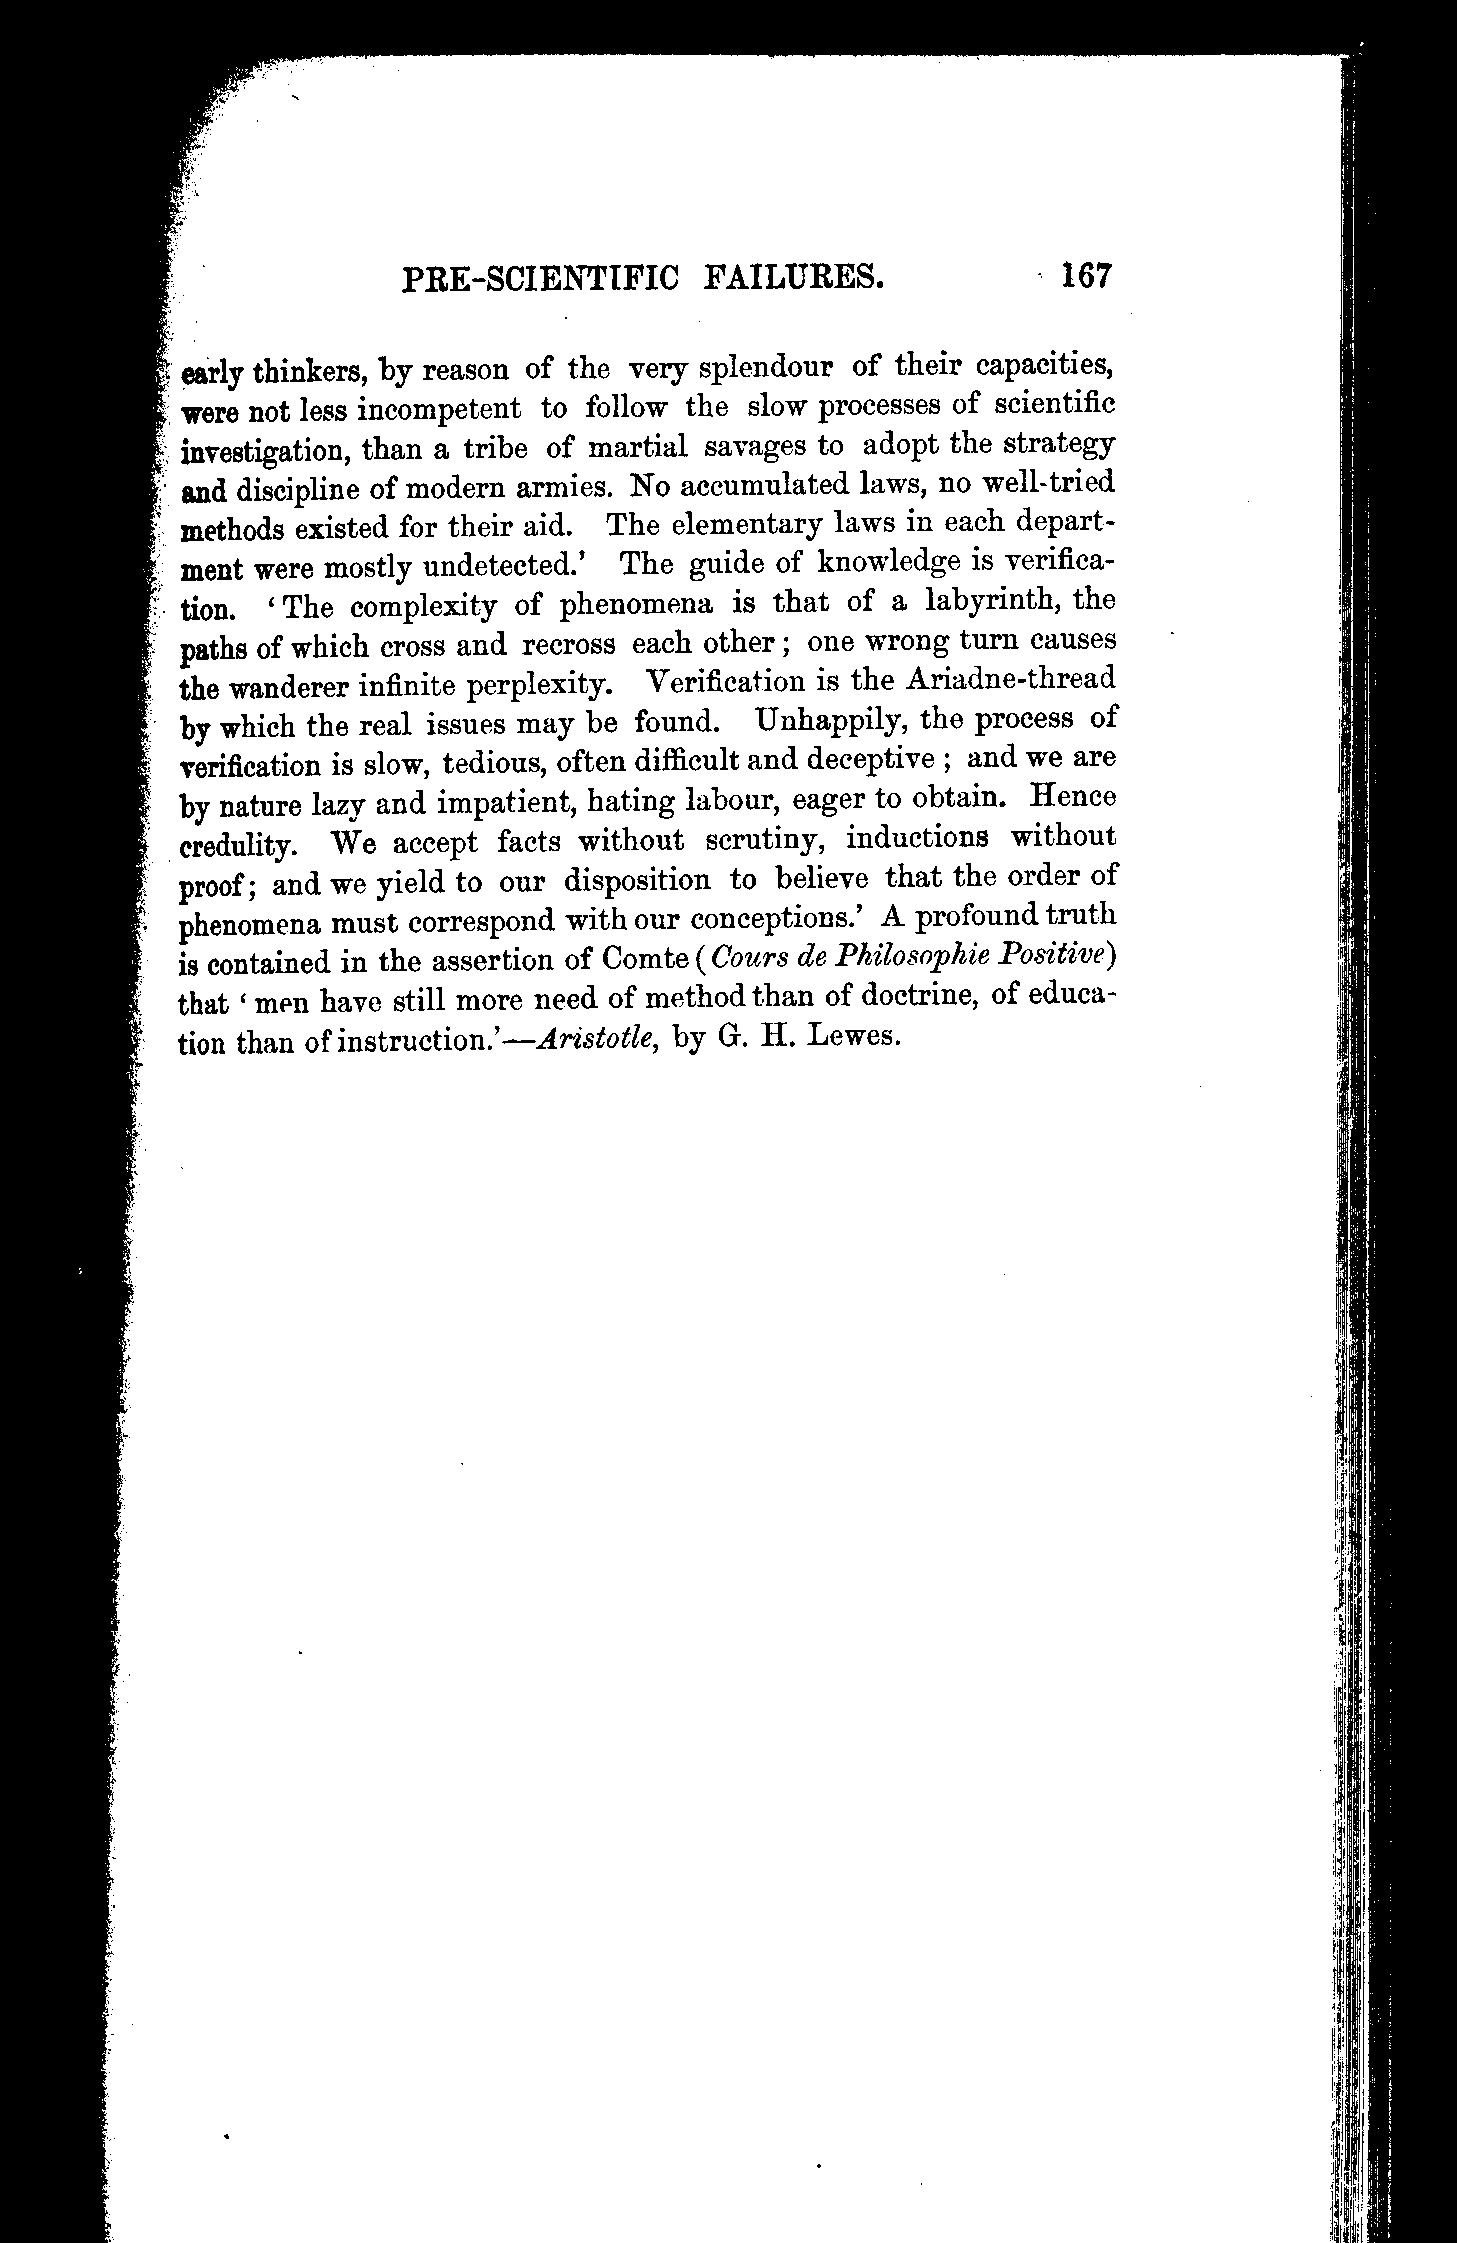 PRE-SCIENTIFIC FAILURES. 167
early thinkers, by reason of the very splendour of their capacities,
were not less incompetent to follow the slow processes of scientific
investigation, than a tribe of martial savages to adopt the strategy
and discipline of modern armies. No accumulated laws, no well-tried
methods existed for their aid. The elementary laws in each depart-
ment were mostly undetected.' The guide of knowledge is verifica-
tion. 'The complexity of phenomena is that of a labyrinth, the
paths of which cross and recross each other; one wrong turn causes
the wanderer infinite perplexity. Verification is the Ariadne-thread
by which the real issues may be found. Unhappily, the process of
verification is slow, tedious, often difficult and deceptive; and we are
by nature lazy and impatient, hating labour, eager to obtain. Hence
credulity. We accept facts without scrutiny, inductions without
proof; and we yield to our disposition to believe that the order of
phenomena must correspond with our conceptions.' A profound truth
is contained in the assertion of Comte (Cours de Philosophie Positive)
that 'men have still more need of method than of doctrine, of educa-
tion than of instruction.'—Aristotle, by G. H. Lewes.